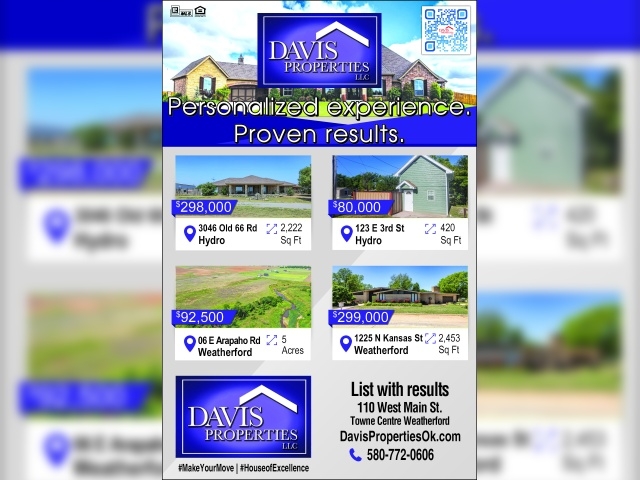 DAVIS
PROPERTIES
LLC
Personalized experience.
Proven results.
$298,000
3046 Old 66 Rd
Hydro
2,222
Sq Ft
$80,000
123 E 3rd St
Hydro
420
Sq Ft
$92,500
06 E Arapaho Rd
Weatherford
5
Acres
$299,000
1225 N Kansas St
Weatherford
2,453
Sq Ft
DAVIS
PROPERTIES
LLC
#MakeYourMove | #HouseofExcellence
List with results
110 West Main St.
Towne Centre Weatherford
DavisPropertiesOk.com
580-772-0606